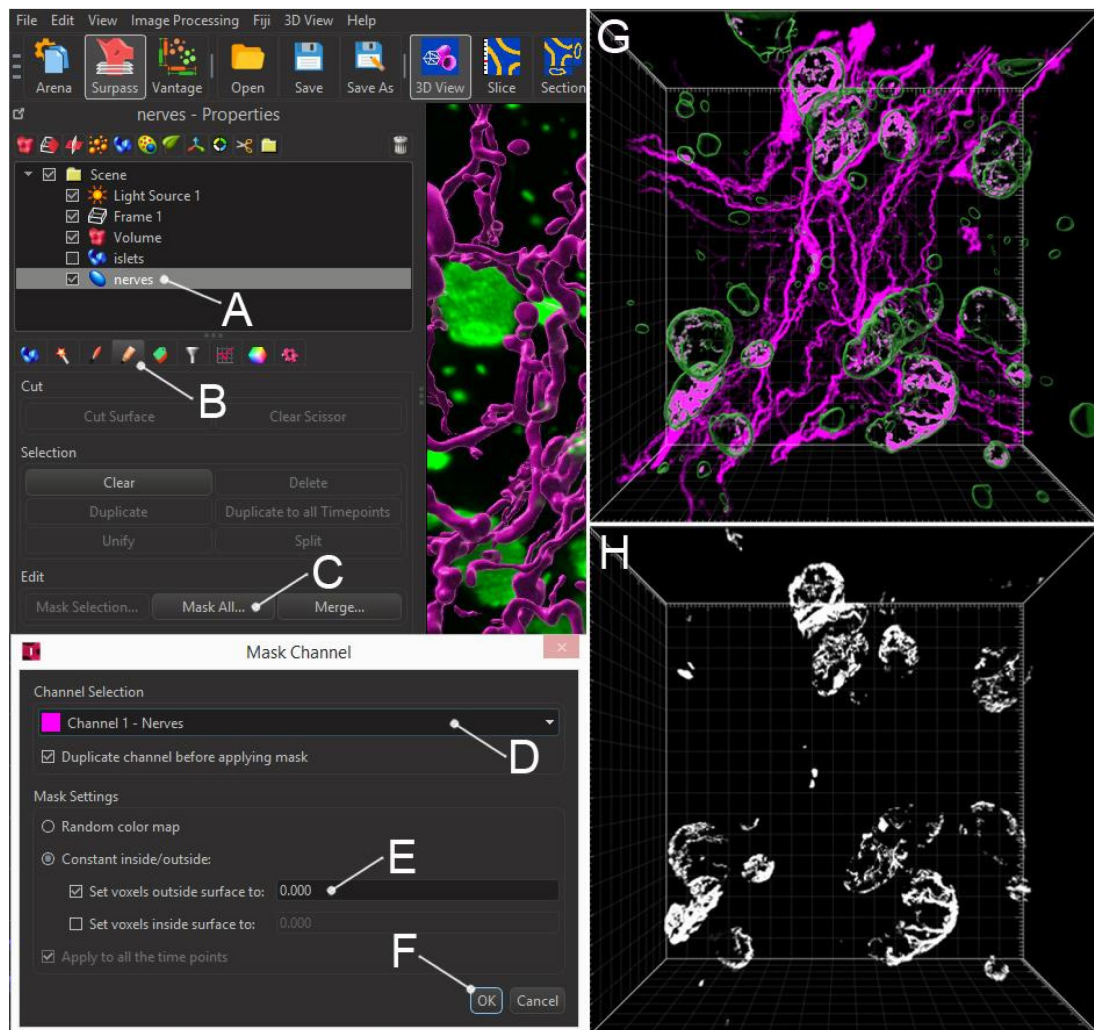 File Edit View Image Processing Fiji 3D View Help
Arena Surpass Vantage Open Save Save As 3D View Slice Section
nerves - Properties
Scene
Light Source 1
Frame 1
Volume
islets
nerves
A
B
Cut
Cut Surface Clear Scissor
Selection
Clear Delete
Duplicate Duplicate to all Timepoints
Unify Split
C
Edit
Mask Selection... Mask All... Merge...
Mask Channel
Channel Selection
Channel 1 - Nerves
D
Duplicate channel before applying mask
Mask Settings
Random color map
Constant inside/outside:
E
Set voxels outside surface to: 0.000
Set voxels inside surface to: 0.000
Apply to all the time points
F
OK Cancel
G
H